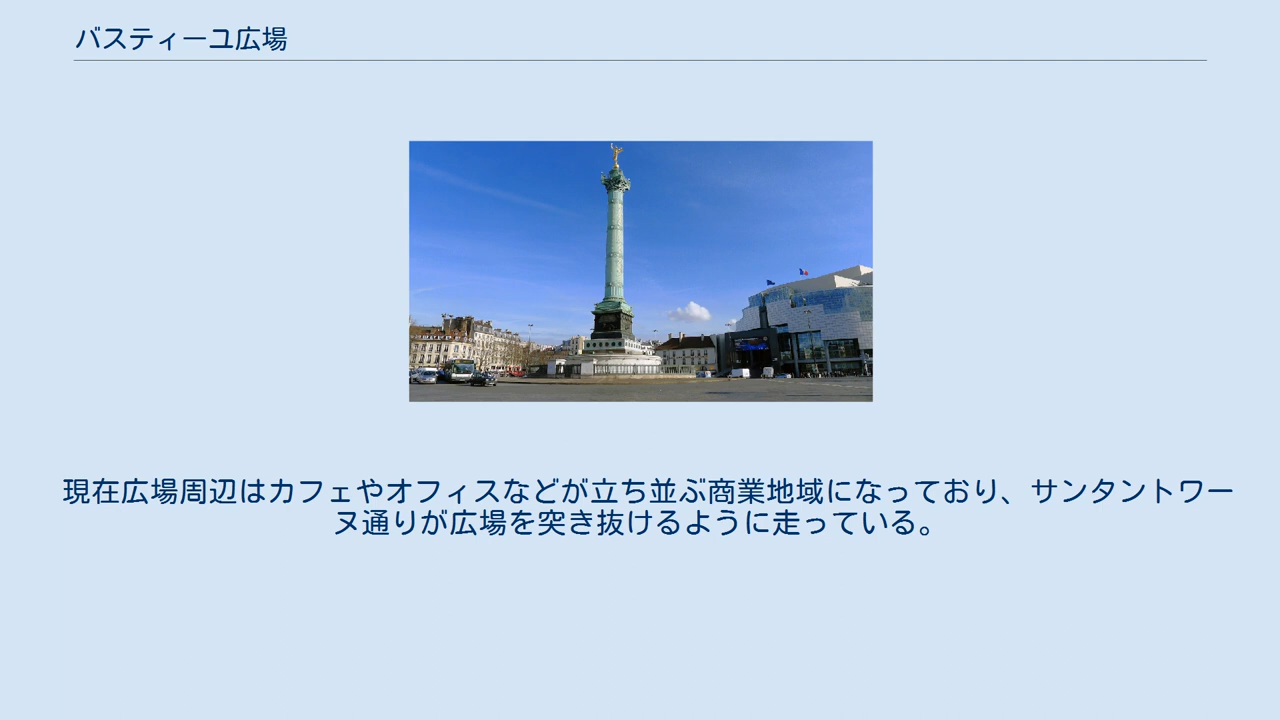 バスティーユ広場
現在広場周辺はカフェやオフィスなどが立ち並ぶ商業地域になっており、サンタントワー
ヌ通りが広場を突き抜けるように走っている。